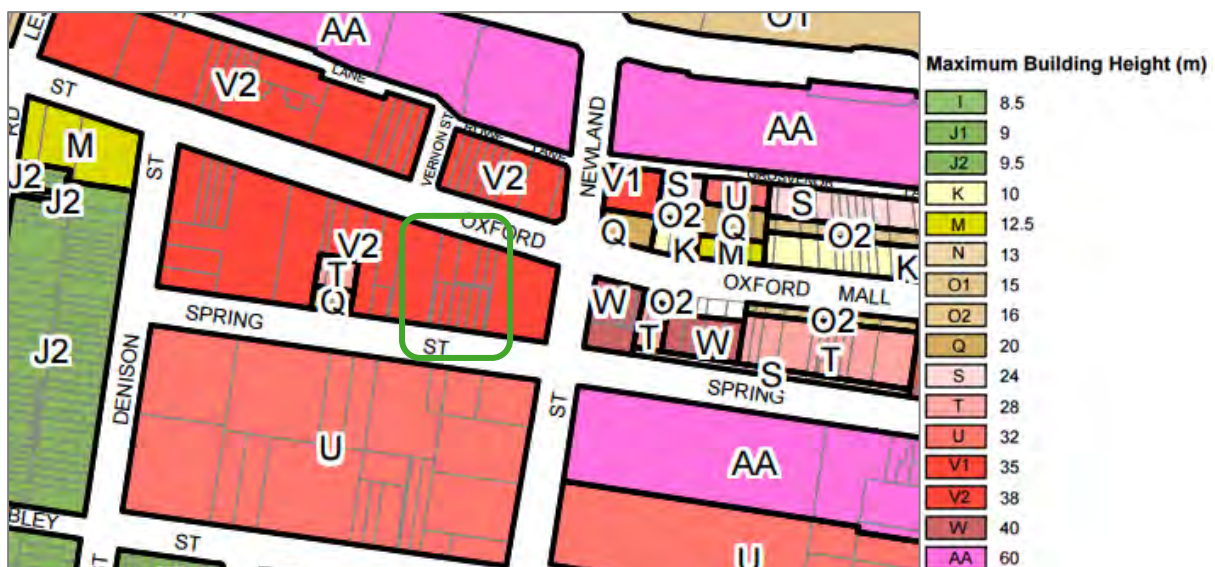 AA
O1
V2
LANE
ST
RD
M
J2
J2
ST
VERNON ST
LANE
V2
NEWLAND
AA
V1
S
U
S
GROSVENOR
O2
Q
Q
O2
K
M
K
OXFORD
OXFORD MALL
V2
T
Q
W
O2
T
W
O2
T
S
SPRING
ST
SPRING
J2
DENISON
U
ST
AA
ST
U
Maximum Building Height (m)
I 8.5
J1 9
J2 9.5
K 10
M 12.5
N 13
O1 15
O2 16
Q 20
S 24
T 28
U 32
V1 35
V2 38
W 40
AA 60